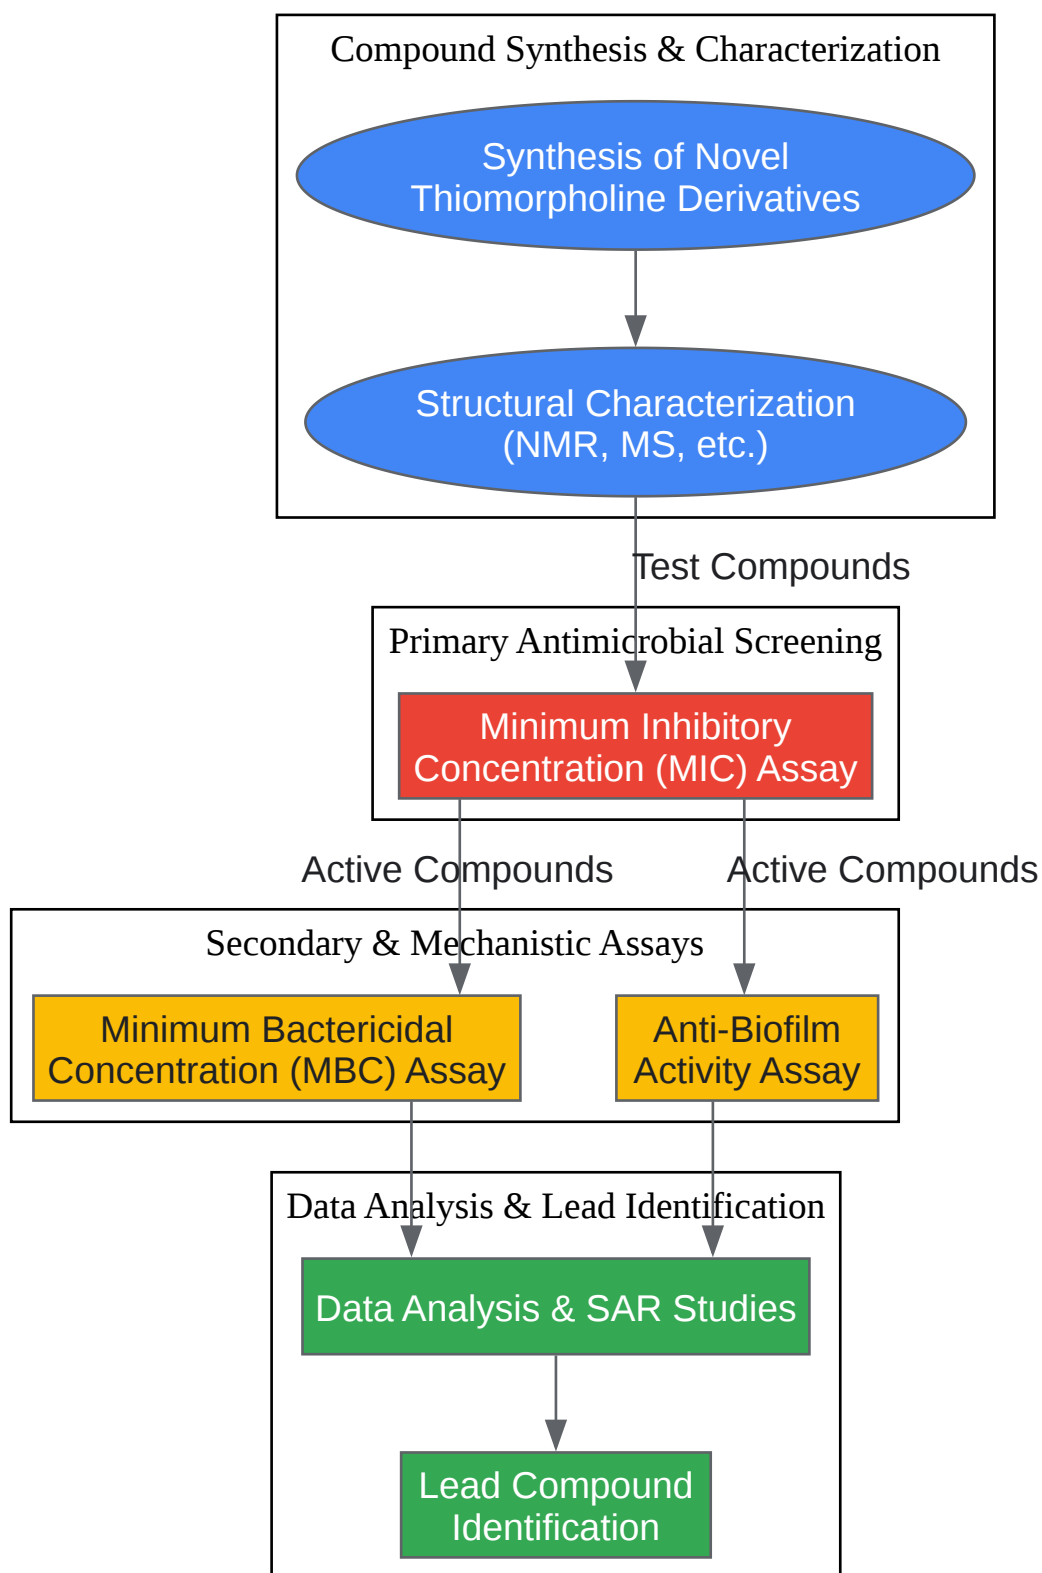 Compound Synthesis & Characterization
Synthesis of Novel
Thiomorpholine Derivatives
Structural Characterization
(NMR, MS, etc.)
Test Compounds
Primary Antimicrobial Screening
Minimum Inhibitory
Concentration (MIC) Assay
Active Compounds
Active Compounds
Secondary & Mechanistic Assays
Minimum Bactericidal
Concentration (MBC) Assay
Anti-Biofilm
Activity Assay
Data Analysis & Lead Identification
Data Analysis & SAR Studies
Lead Compound
Identification